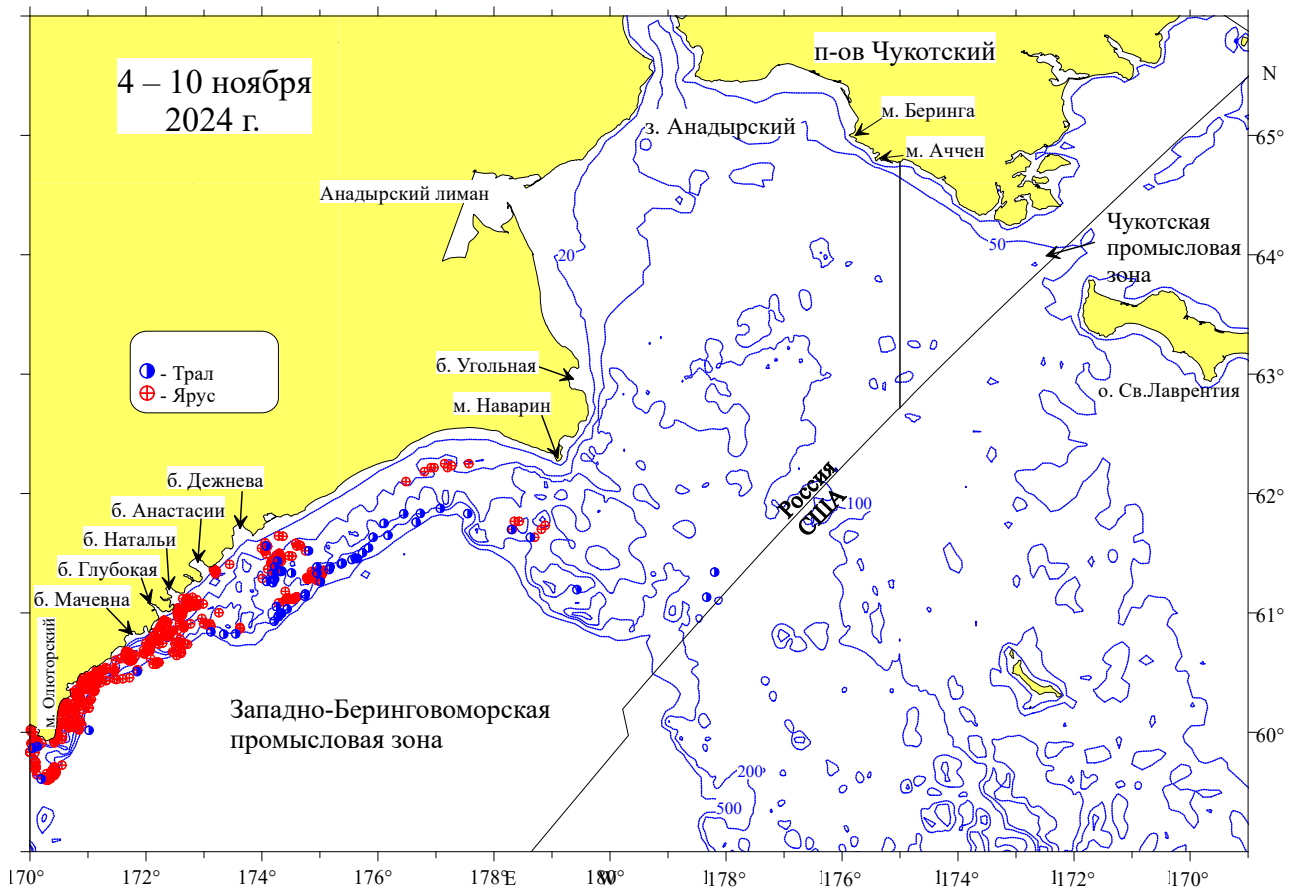 4 – 10 ноября
2024 г.
п-ов Чукотский
N
м. Беринга
з. Анадырский
65°
м. Аччен
Анадырский лиман
50
Чукотская
промысловая
зона
20
64°
б. Угольная
63°
- Трал
- Ярус
о. Св.Лаврентия
м. Наварин
Россия
США
100
62°
б. Дежнева
б. Анастасии
б. Натальи
б. Глубокая
б. Мачевна
61°
м. Олюторский
Западно-Беринговоморская
промысловая зона
60°
200
500
170
172
174
176
178
E
180
W
178
176
174
172
170